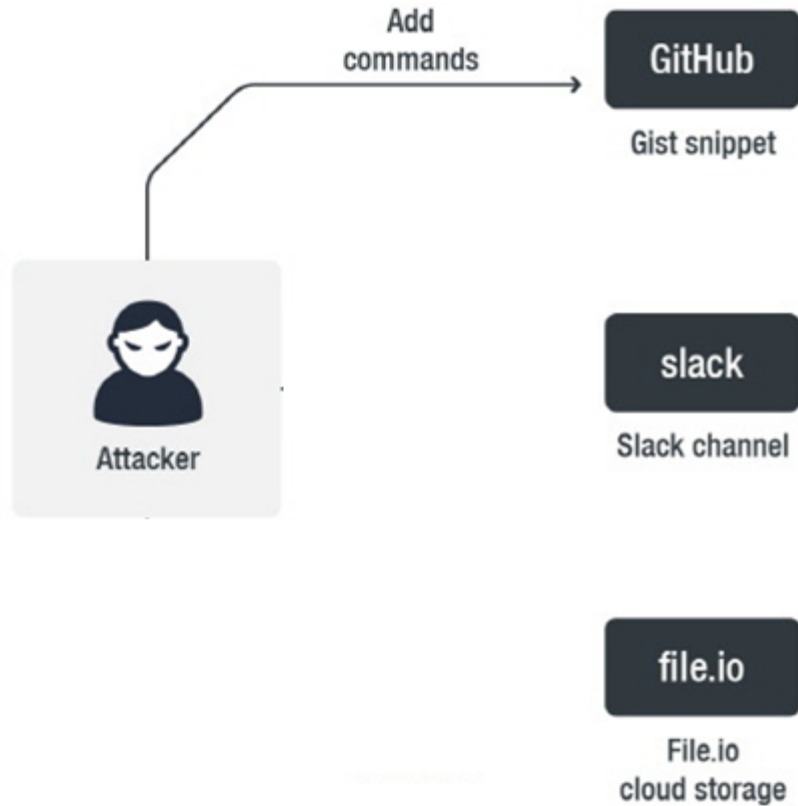 Add
commands
GitHub
Gist snippet
Attacker
slack
Slack channel
file.io
File.io
cloud storage